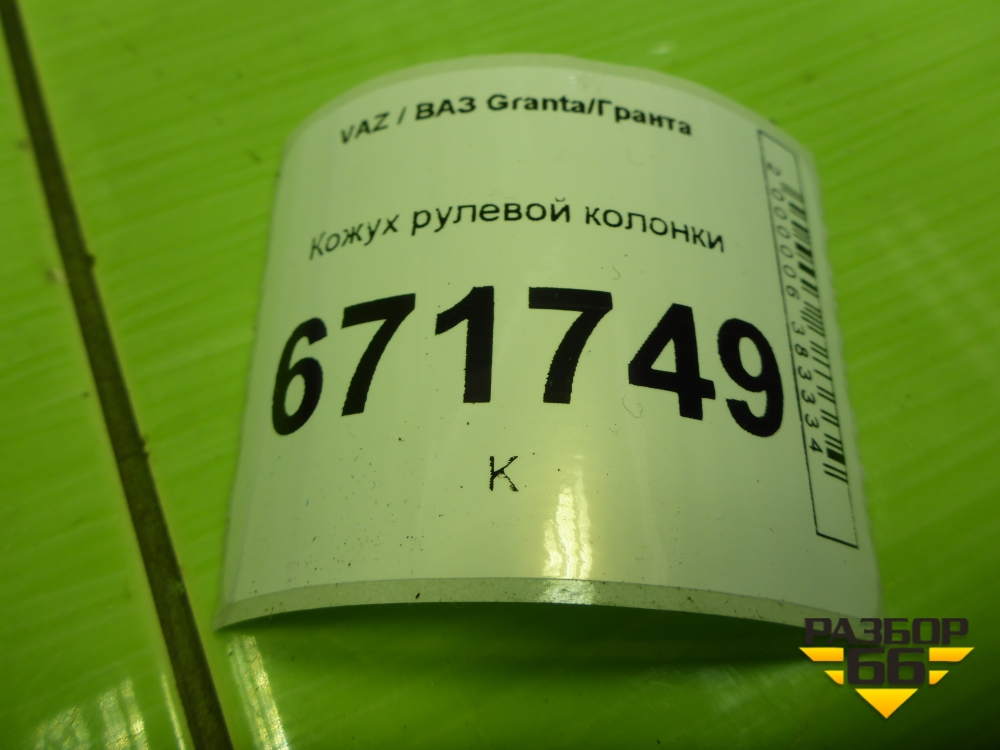 VAZ / ВАЗ Granta/Гранта
Кожух рулевой колонки
671749
К
2000006383334
РАЗБОР
66